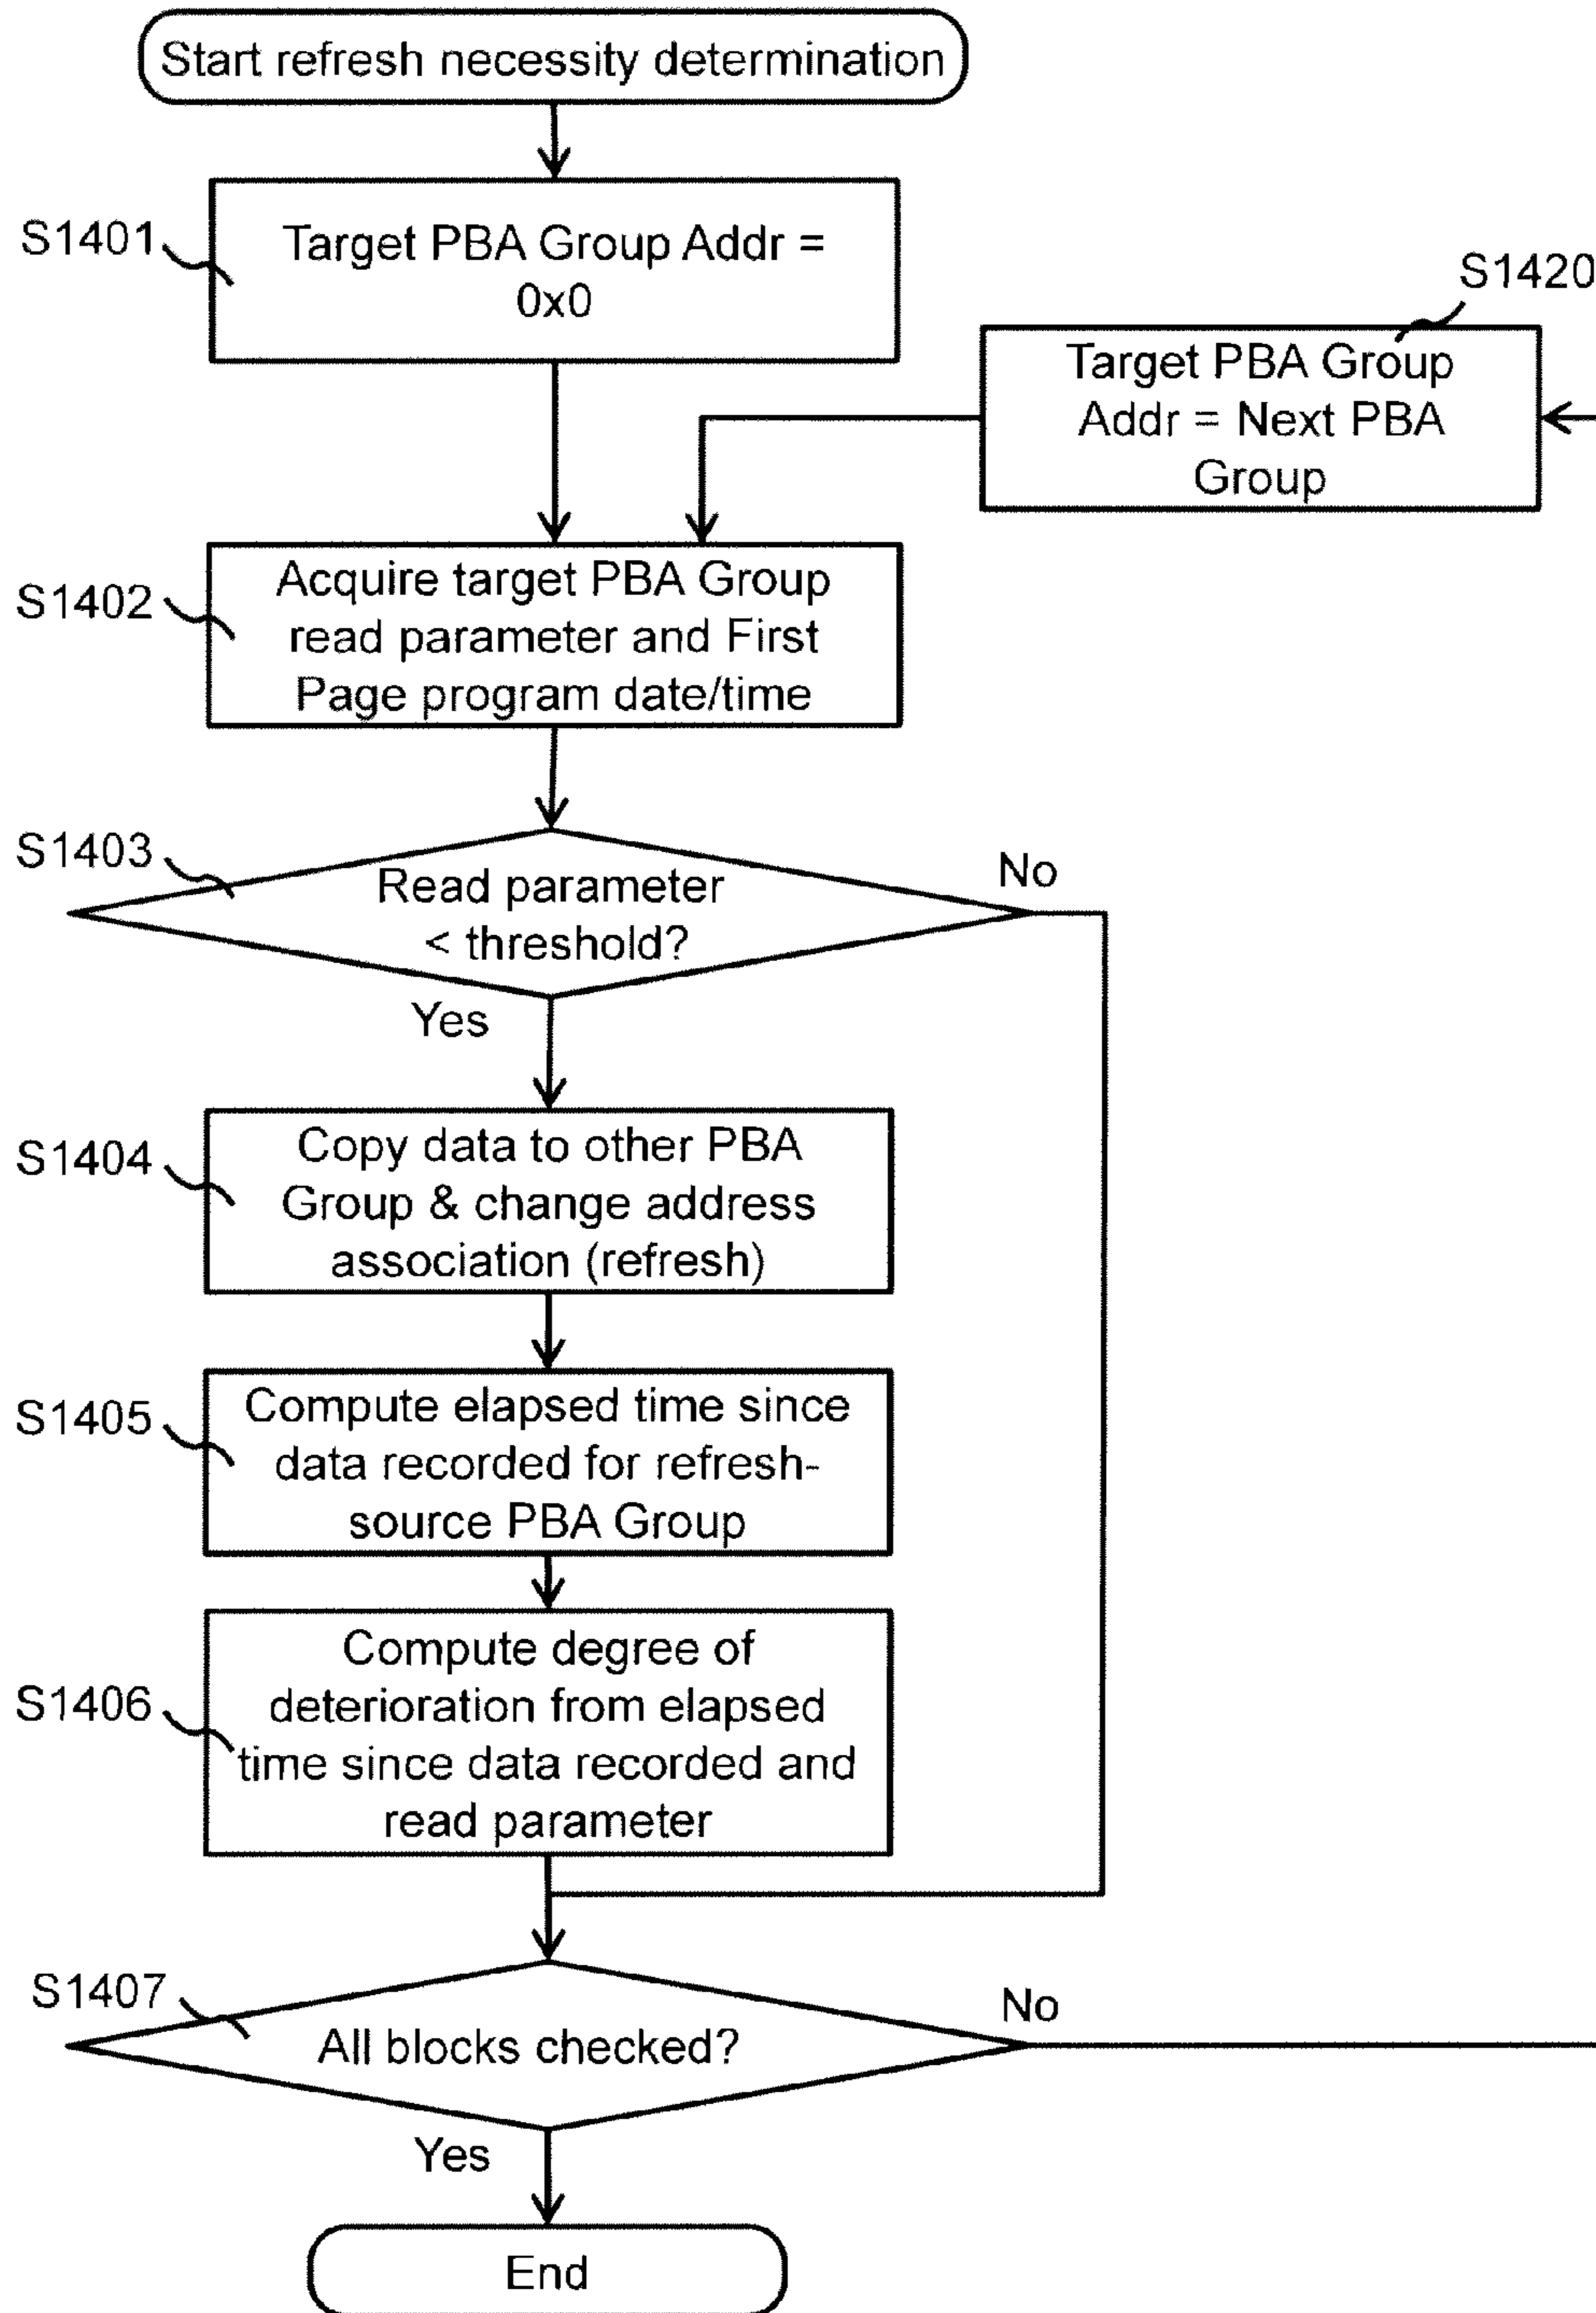 Start refresh necessity determination
S1401
Target PBA Group Addr =
0x0
S1420
Target PBA Group
Addr = Next PBA
Group
S1402
Acquire target PBA Group
read parameter and First
Page program date/time
S1403
Read parameter
< threshold?
No
Yes
S1404
Copy data to other PBA
Group & change address
association (refresh)
S1405
Compute elapsed time since
data recorded for refresh-
source PBA Group
S1406
Compute degree of
deterioration from elapsed
time since data recorded and
read parameter
S1407
All blocks checked?
No
Yes
End